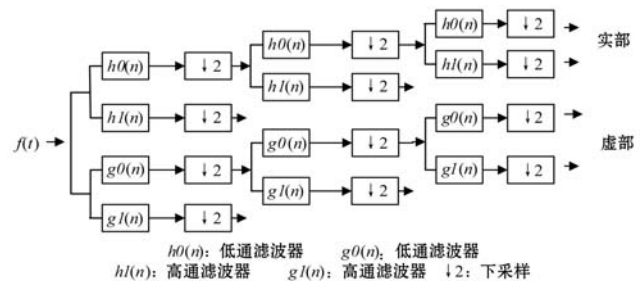 h0(n) ↓2 实部
h0(n) ↓2 h1(n) ↓2
h0(n) ↓2 h1(n) ↓2
h1(n) ↓2 g0(n) ↓2
f(t) g0(n) ↓2 虚部
g0(n) ↓2 g1(n) ↓2
g1(n) ↓2
g1(n) ↓2
h0(n): 低通滤波器 g0(n): 低通滤波器
h1(n): 高通滤波器 g1(n): 高通滤波器 ↓2: 下采样